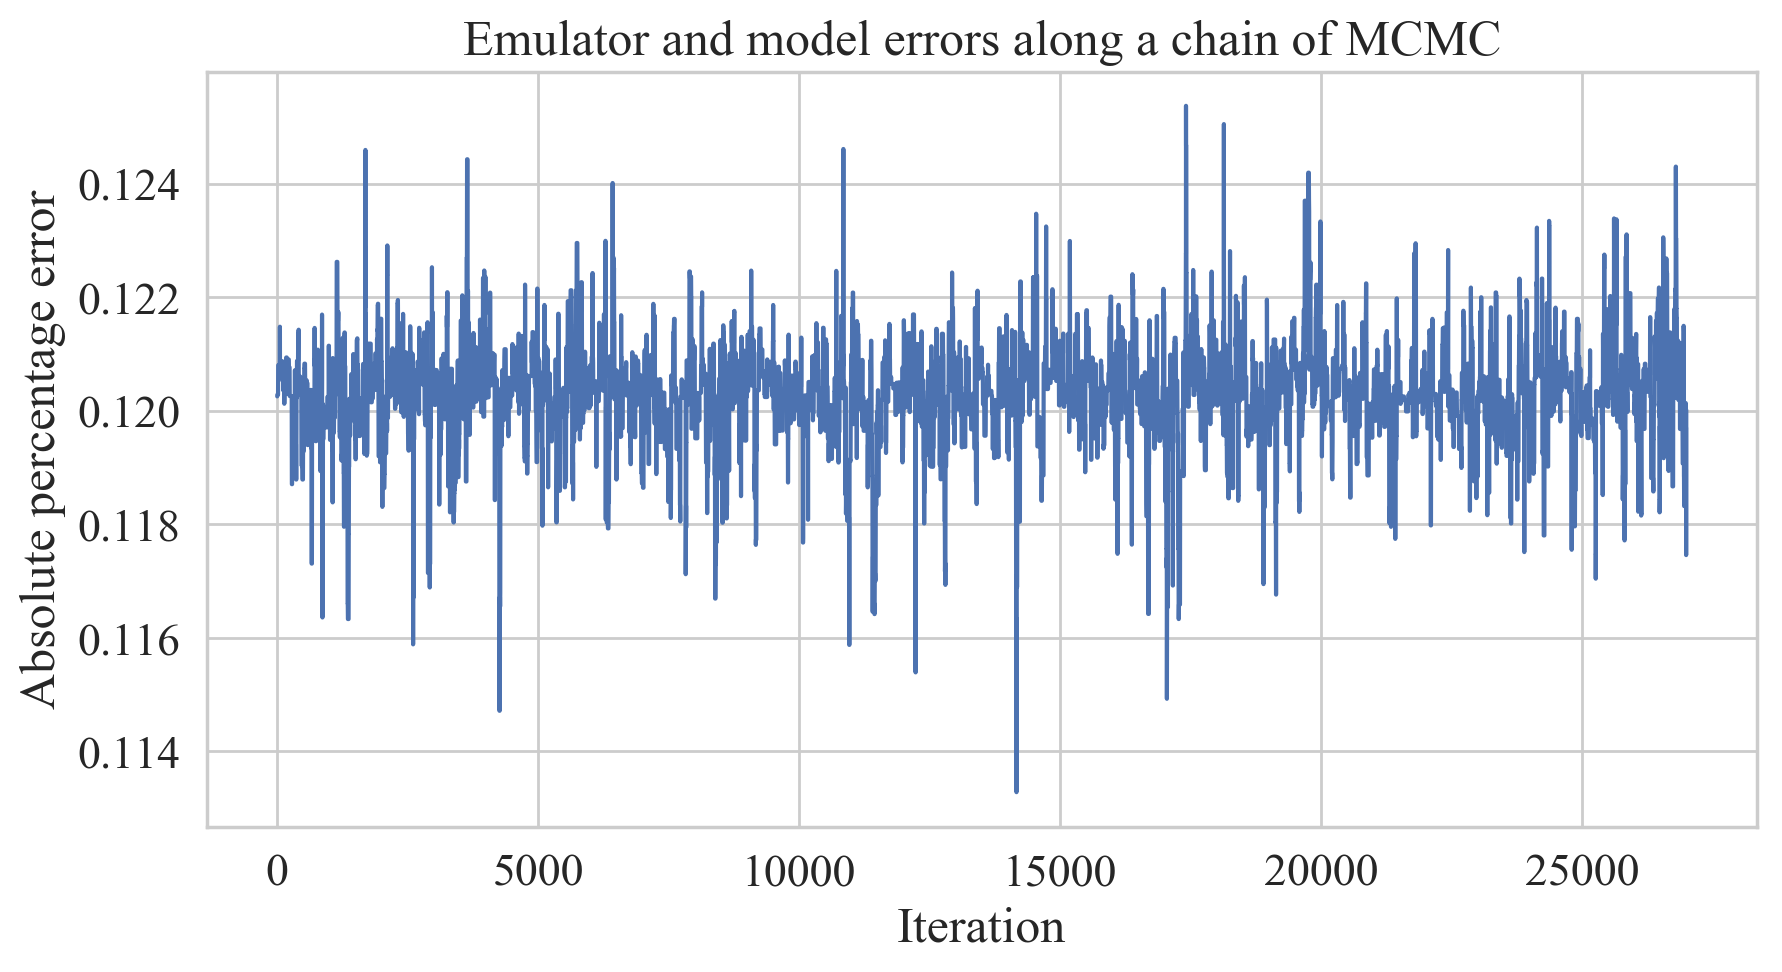 Emulator and model errors along a chain of MCMC
Absolute percentage error
0.124
0.122
0.120
0.118
0.116
0.114
0 5000 10000 15000 20000 25000
Iteration